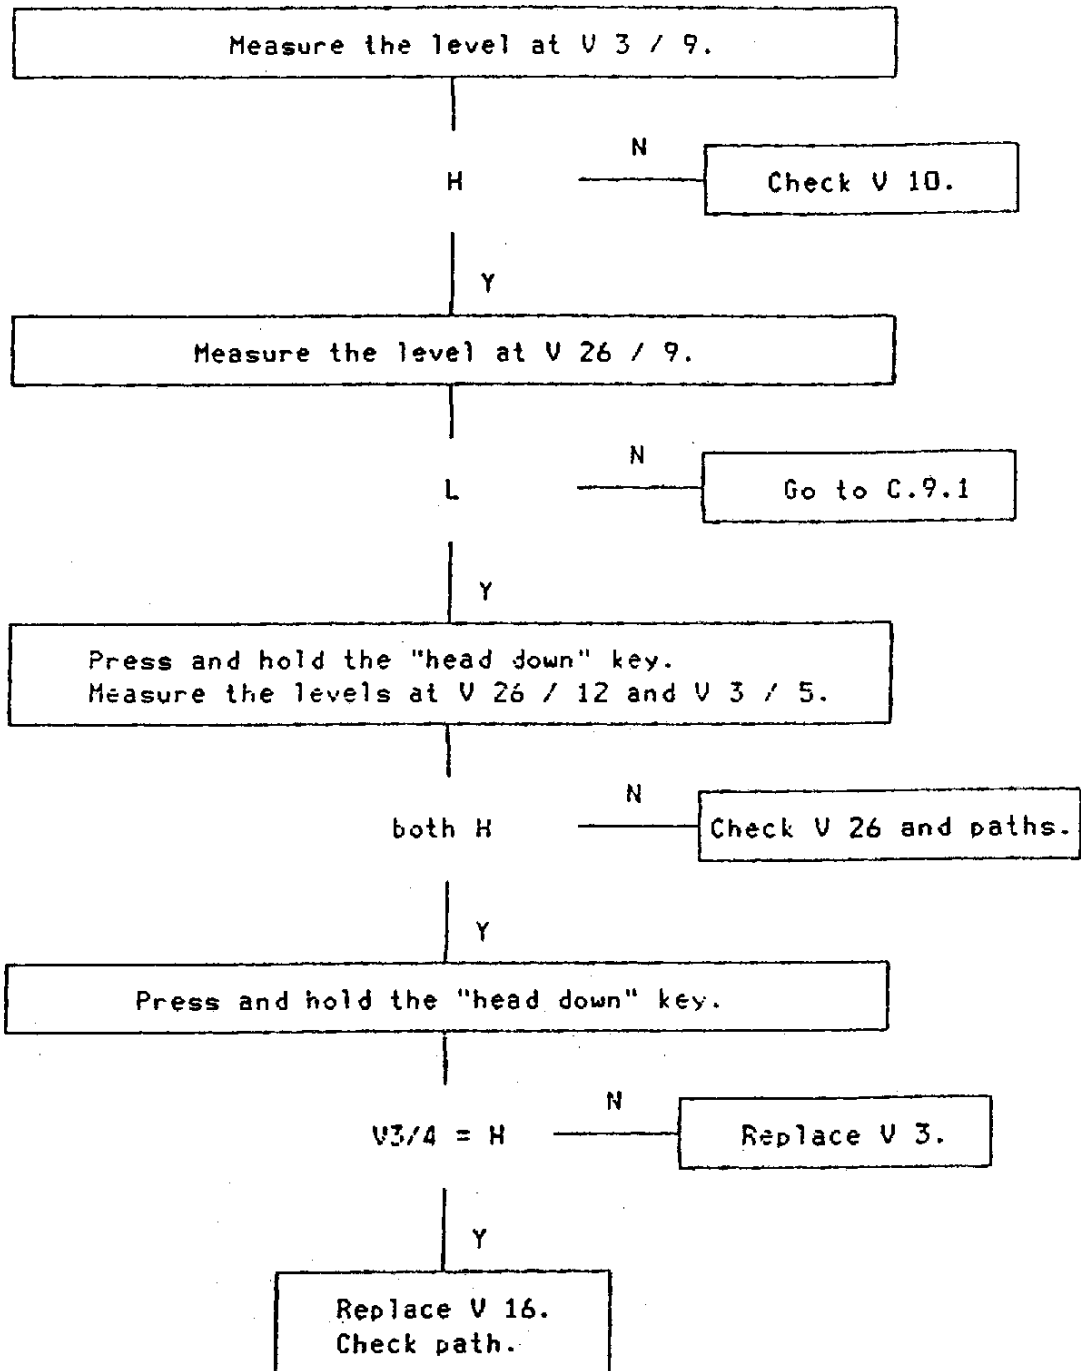 Measure the level at V 3 / 9.
N
H
Check V 10.
Y
Measure the level at V 26 / 9.
N
L
Go to C.9.1
Y
Press and hold the "head down" key.
Measure the levels at V 26 / 12 and V 3 / 5.
N
both H
Check V 26 and paths.
Y
Press and hold the "head down" key.
N
V3/4 = H
Replace V 3.
Y
Replace V 16.
Check path.